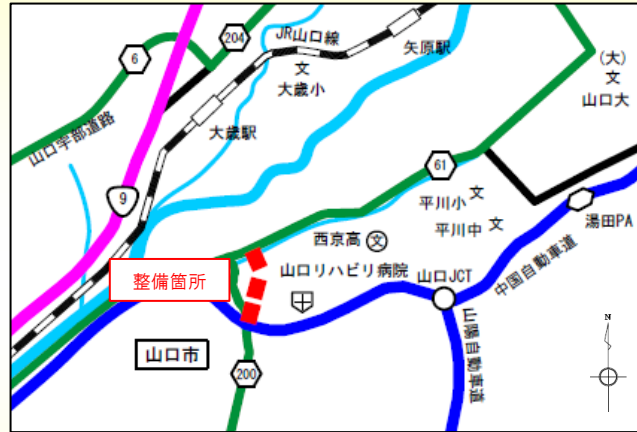 204
JR山口線
6
文
大歳小
矢原駅
(大)
文
山口大
大歳駅
山口宇部道路
61
9
平川小 文
平川中 文
湯田PA
西京高 文
中国自動車道
整備箇所
山口リハビリ病院
山口JCT
山陽自動車道
N
山口市
200